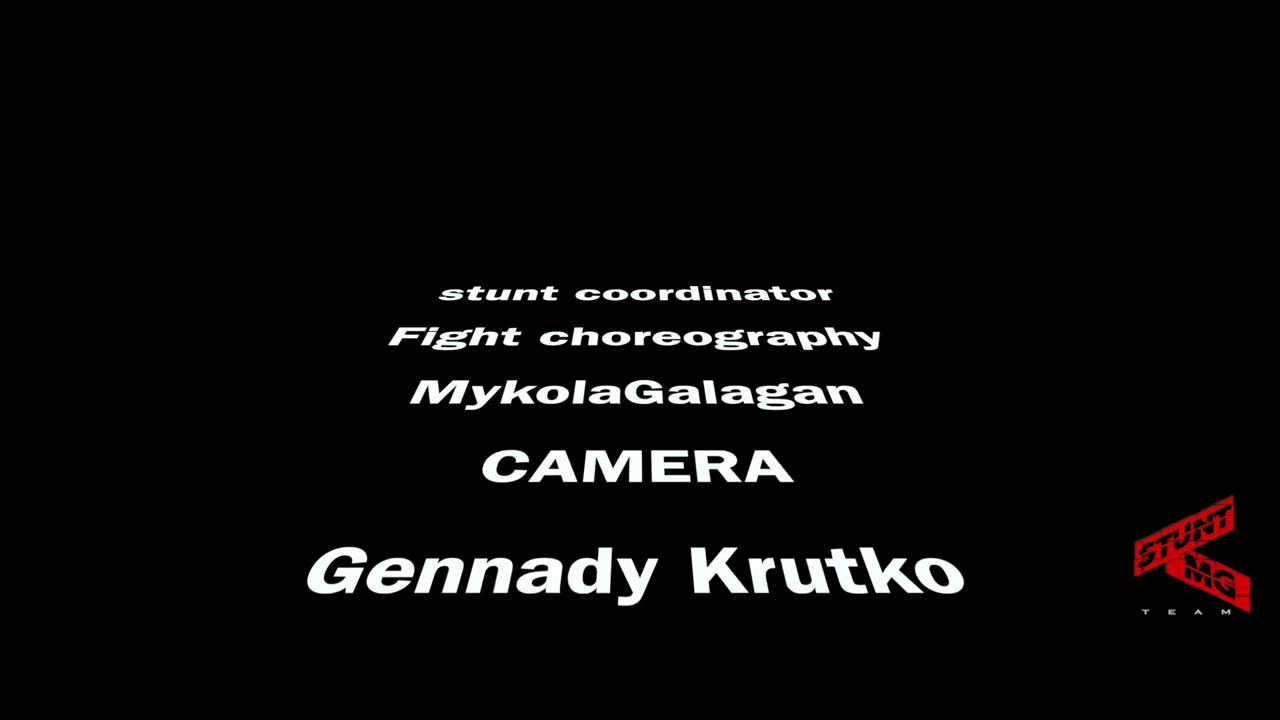 stunt coordinator
Fight choreography
MykolaGalagan
CAMERA
Gennady Krutko
STUNT
MG
TEAM